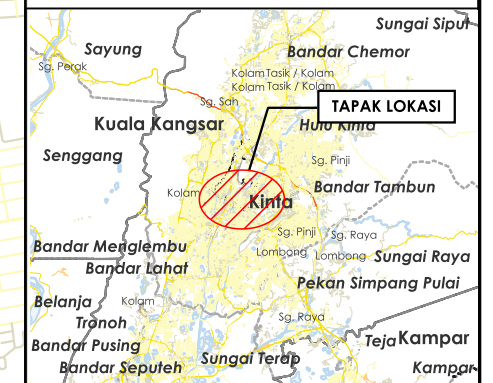 Sungai Siput
Sayung
Bandar Chemor
Sg. Perak
Kolam Tasik / Kolam
Kolam Tasik / Kolam
Sg. Sah
TAPAK LOKASI
Kuala Kangsar
Hulu Kinta
Senggang
Sg. Pinji
Kolam
Bandar Tambun
Kinta
Sg. Pinji
Sg. Raya
Bandar Menglembu
Lombong
Lombong
Sungai Raya
Bandar Lahat
Pekan Simpang Pulai
Belanja
Kolam
Tronoh
Sg. Raya
Bandar Pusing
Teja
Kampar
Sungai Terap
Bandar Seputeh
Kampar